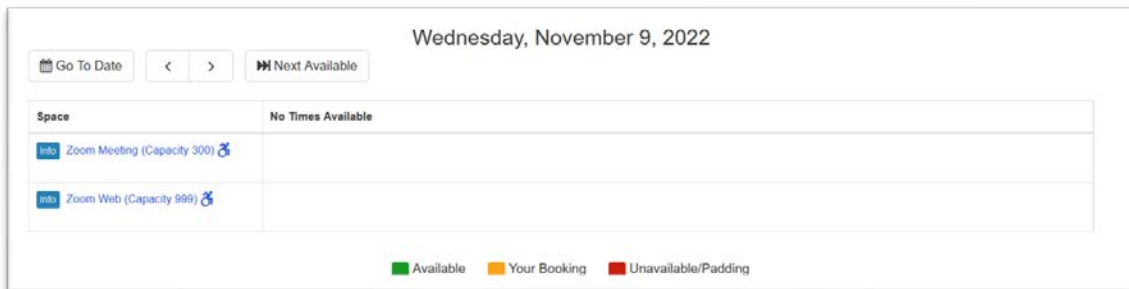 Wednesday, November 9, 2022
Go To Date
Next Available
Space No Times Available
Info Zoom Meeting (Capacity 300)
Info Zoom Web (Capacity 999)
Available Your Booking Unavailable/Padding